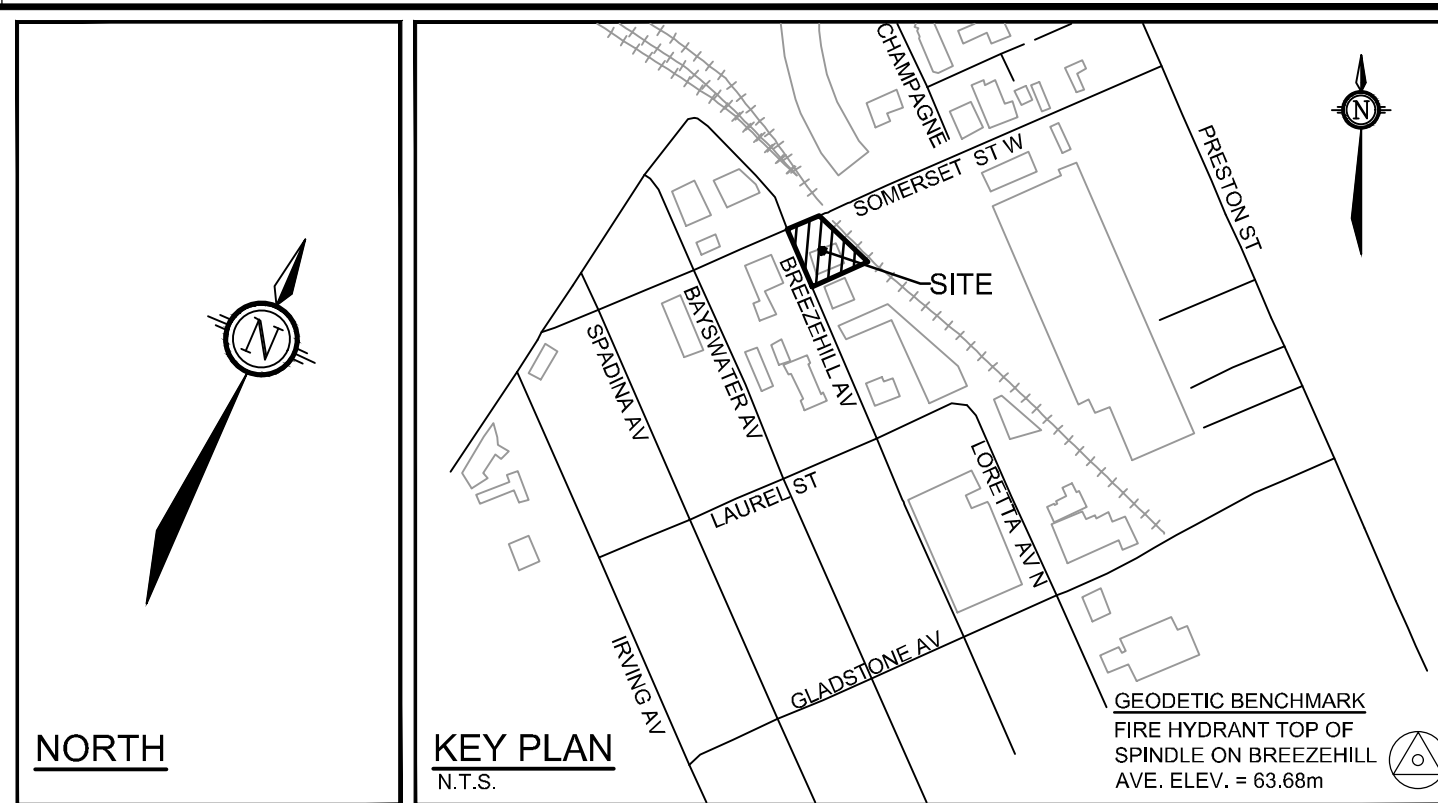 N
NORTH
CHAMPAGNE
N
SOMERSET ST W
PRESTON ST
SITE
BREEZEHILL AV
BAYSWATER AV
SPADINA AV
LAUREL ST
LORETTA AV N
IRVING AV
GLADSTONE AV
KEY PLAN
N.T.S.
GEODETIC BENCHMARK
FIRE HYDRANT TOP OF
SPINDLE ON BREEZEHILL
AVE. ELEV. = 63.68m